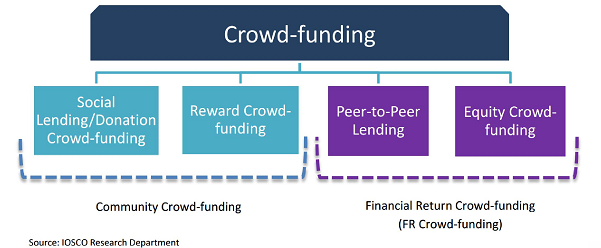 Crowd-funding
Social
Lending/Donation
Crowd-funding
Reward Crowd-
funding
Peer-to-Peer
Lending
Equity Crowd-
funding
Community Crowd-funding
Financial Return Crowd-funding
(FR Crowd-funding)
Source: IOSCO Research Department